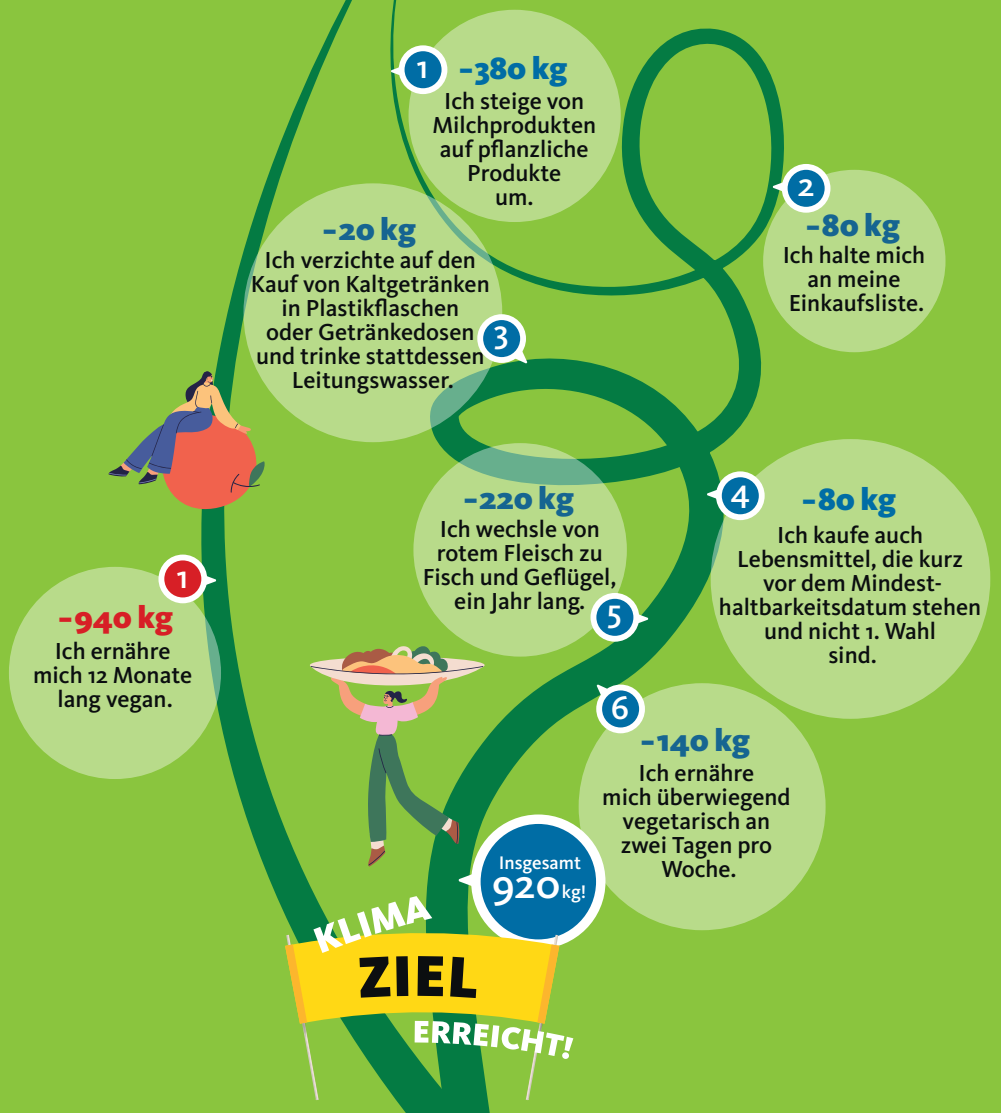 1
-380 kg
Ich steige von
Milchprodukten
auf pflanzliche
Produkte
um.
2
-80 kg
Ich halte mich
an meine
Einkaufsliste.
-20 kg
Ich verzichte auf den
Kauf von Kaltgetränken
in Plastikflaschen
oder Getränkedosen
und trinke stattdessen
Leitungswasser.
3
4
-80 kg
Ich kaufe auch
Lebensmittel, die kurz
vor dem Mindest-
haltbarkeitsdatum stehen
und nicht 1. Wahl
sind.
-220 kg
Ich wechsle von
rotem Fleisch zu
Fisch und Geflügel,
ein Jahr lang.
5
1
-940 kg
Ich ernähre
mich 12 Monate
lang vegan.
6
-140 kg
Ich ernähre
mich überwiegend
vegetarisch an
zwei Tagen pro
Woche.
Insgesamt
920 kg!
KLIMA
ZIEL
ERREICHT!